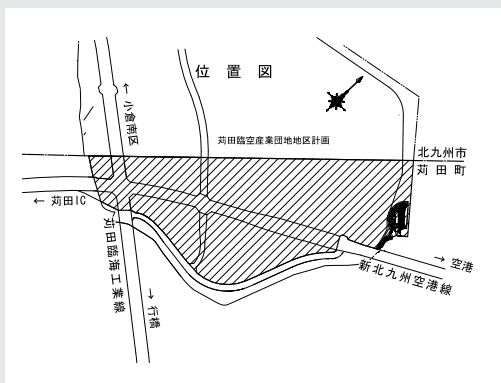 位置図
← 小倉南区
苅田臨空産業団地地区計画
北九州市
苅田町
← 苅田IC
苅田臨海工業線
→ 行橋
新北九州空港線
→ 空港